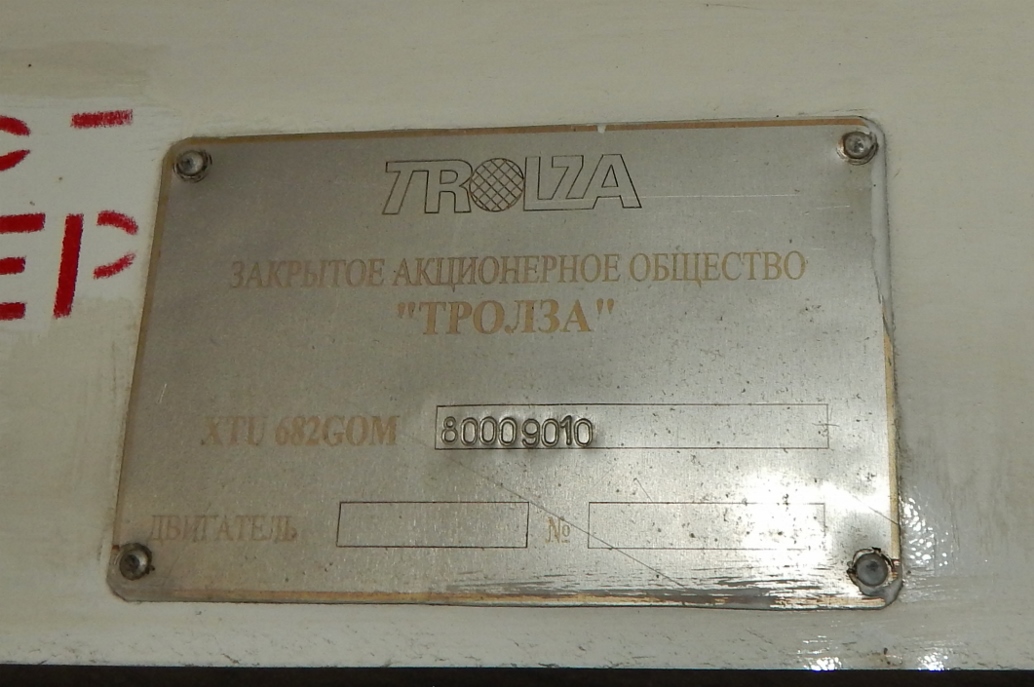 TROLZA
ЗАКРЫТОЕ АКЦИОНЕРНОЕ ОБЩЕСТВО
"ТРОЛЗА"
XTU 682GOM 80009010
ДВИГАТЕЛЬ №